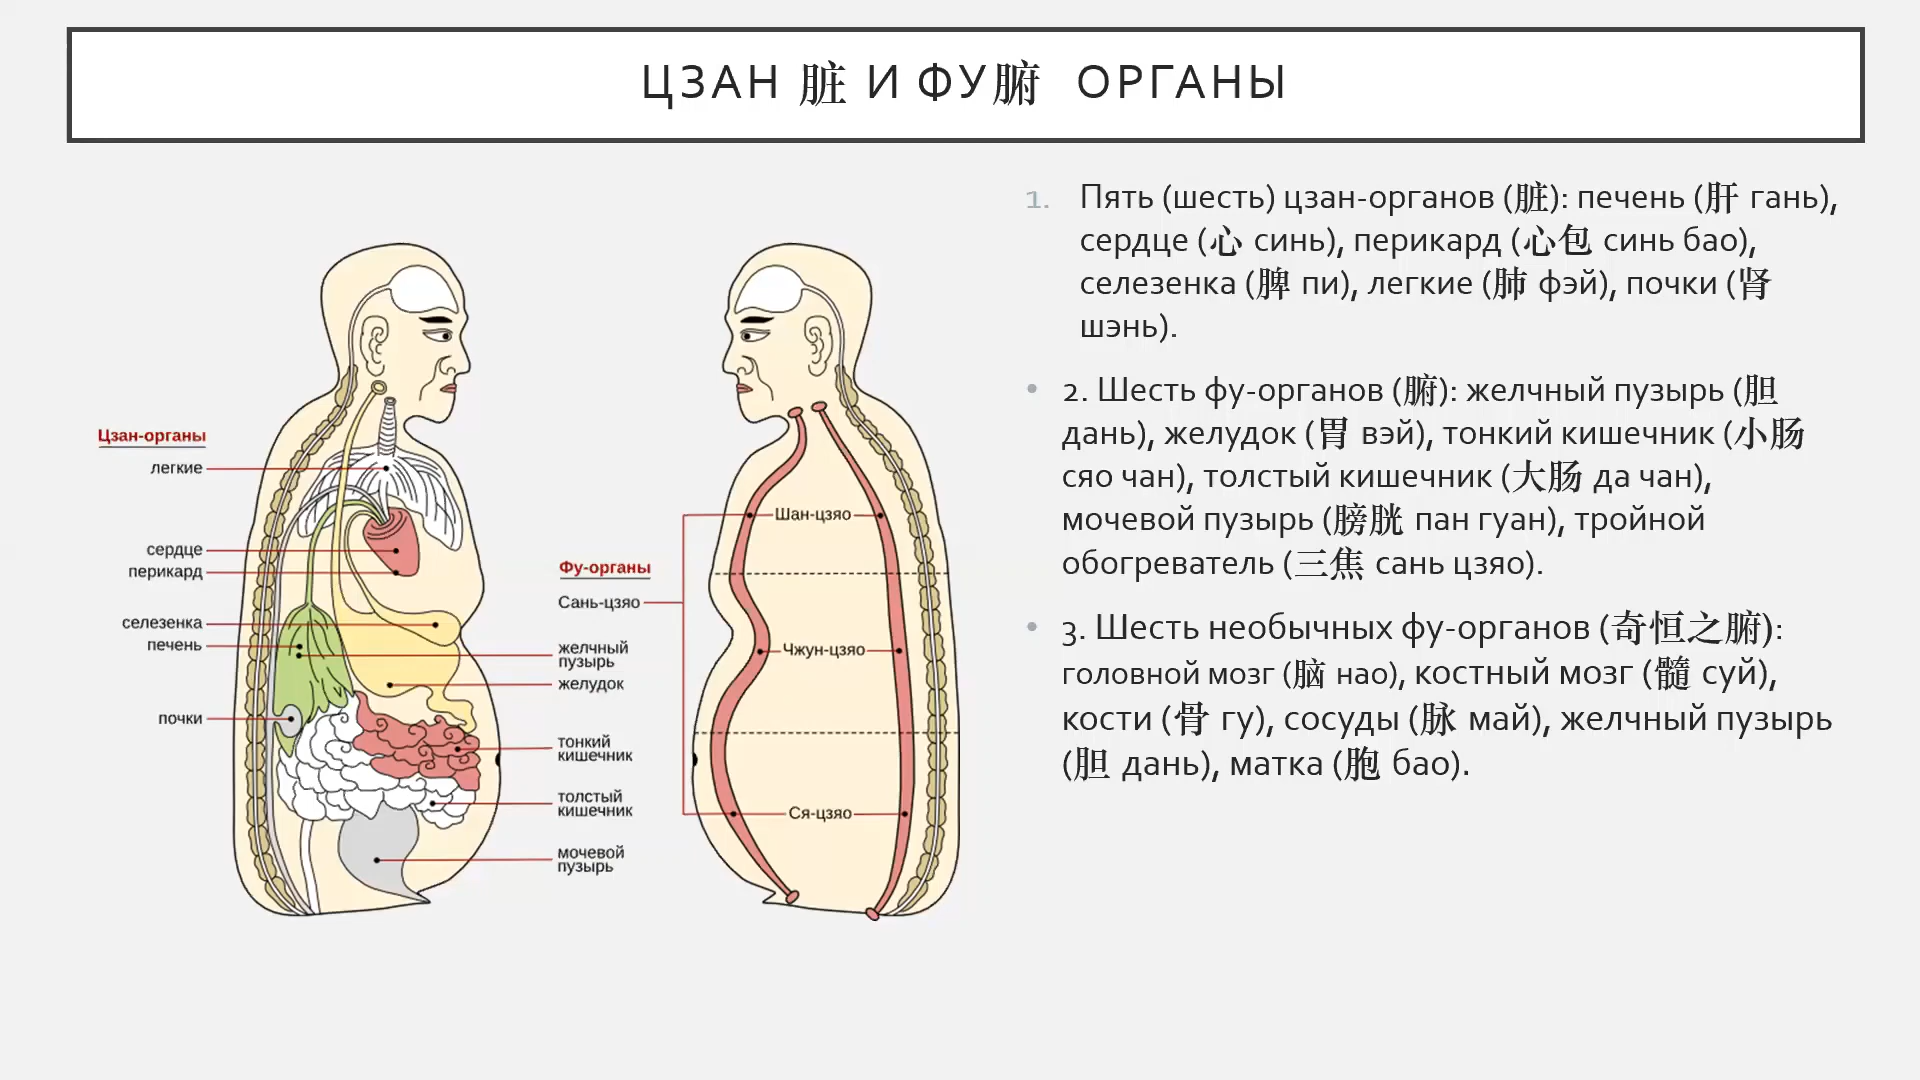 ЦЗАН 脏 И ФУ腑 ОРГАНЫ
1. Пять (шесть) цзан-органов (脏): печень (肝 гань),
сердце (心 синь), перикард (心包 синь бао),
селезенка (脾 пи), легкие (肺 фэй), почки (肾
шэнь).
• 2. Шесть фу-органов (腑): желчный пузырь (胆
дань), желудок (胃 вэй), тонкий кишечник (小肠
сяо чан), толстый кишечник (大肠 да чан),
мочевой пузырь (膀胱 пан гуан), тройной
обогреватель (三焦 сань цзяо).
• 3. Шесть необычных фу-органов (奇恒之腑):
головной мозг (脑 нао), костный мозг (髓 суй),
кости (骨 гу), сосуды (脉 май), желчный пузырь
(胆 дань), матка (胞 бао).
Цзан-органы
легкие
сердце
перикард
селезенка
печень
почки
Фу-органы
Сань-цзяо
желчный
пузырь
желудок
тонкий
кишечник
толстый
кишечник
мочевой
пузырь
Шан-цзяо
Чжун-цзяо
Ся-цзяо